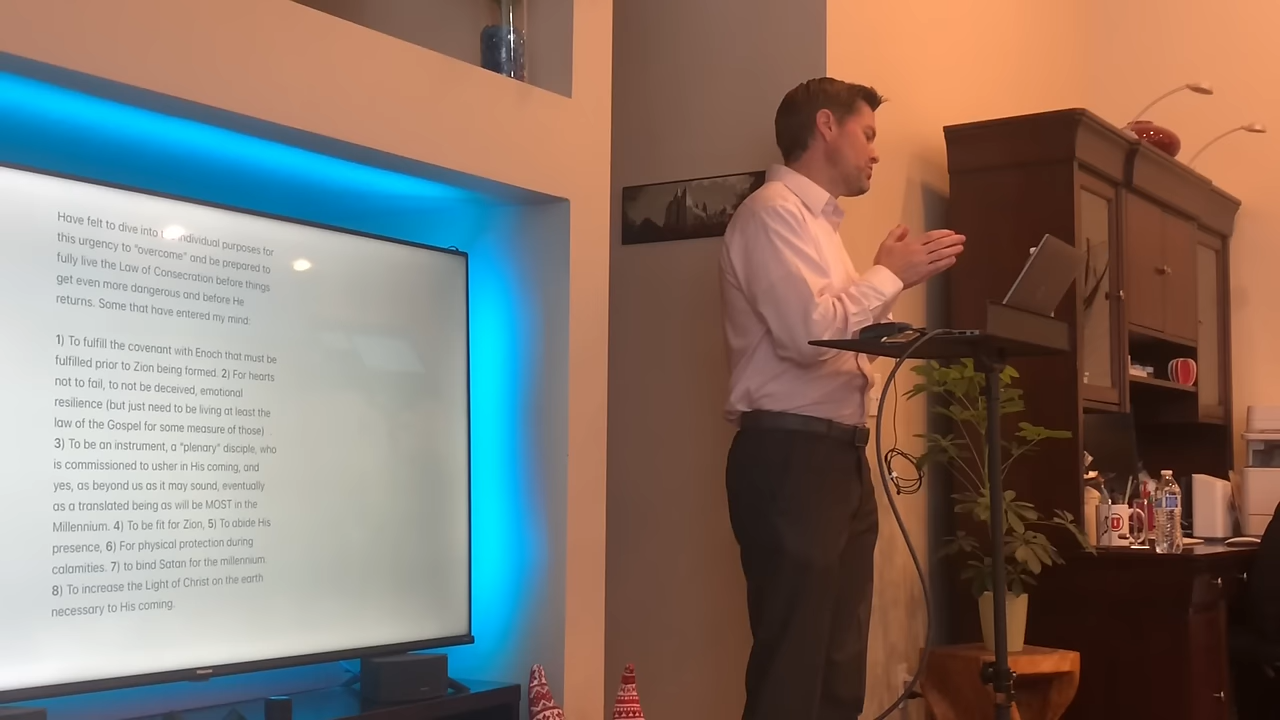 Have felt to dive into individual purposes for
this urgency to "overcome" and be prepared to
fully live the Law of Consecration before things
get even more dangerous and before He
returns. Some that have entered my mind:
1) To fulfill the covenant with Enoch that must be
fulfilled prior to Zion being formed. 2) For hearts
not to fail, to not be deceived, emotional
resilience (but just need to be living at least the
law of the Gospel for some measure of those)
3) To be an instrument, a "plenary" disciple, who
is commissioned to usher in His coming, and
yes, as beyond us as it may sound, eventually
as a translated being as will be MOST in the
Millennium. 4) To be fit for Zion, 5) To abide His
presence, 6) For physical protection during
calamities. 7) to bind Satan for the millennium.
8) To increase the Light of Christ on the earth
necessary to His coming.
U